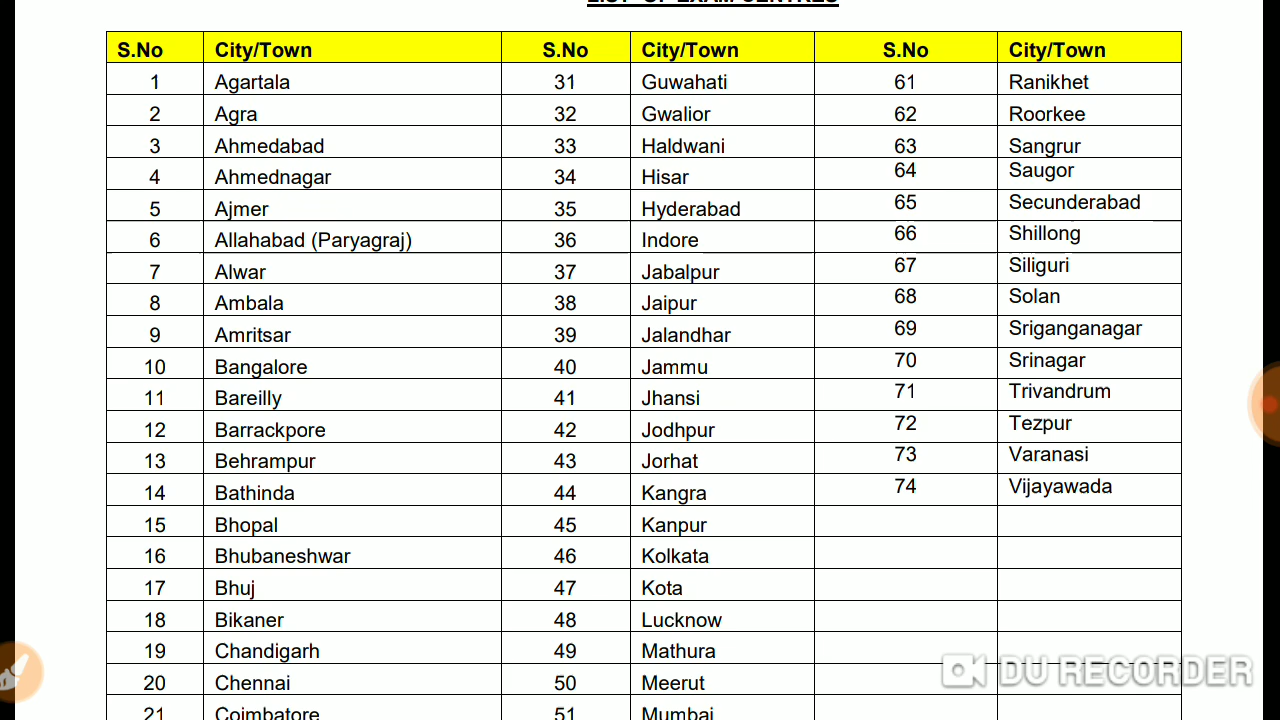 LIST OF EXAM CENTRES
S.No City/Town S.No City/Town S.No City/Town
1 Agartala 31 Guwahati 61 Ranikhet
2 Agra 32 Gwalior 62 Roorkee
3 Ahmedabad 33 Haldwani 63 Sangrur
4 Ahmednagar 34 Hisar 64 Saugor
5 Ajmer 35 Hyderabad 65 Secunderabad
6 Allahabad (Paryagraj) 36 Indore 66 Shillong
7 Alwar 37 Jabalpur 67 Siliguri
8 Ambala 38 Jaipur 68 Solan
9 Amritsar 39 Jalandhar 69 Sriganganagar
10 Bangalore 40 Jammu 70 Srinagar
11 Bareilly 41 Jhansi 71 Trivandrum
12 Barrackpore 42 Jodhpur 72 Tezpur
13 Behrampur 43 Jorhat 73 Varanasi
14 Bathinda 44 Kangra 74 Vijayawada
15 Bhopal 45 Kanpur
16 Bhubaneshwar 46 Kolkata
17 Bhuj 47 Kota
18 Bikaner 48 Lucknow
19 Chandigarh 49 Mathura
20 Chennai 50 Meerut
21 Coimbatore 51 Mumbai
DU RECORDER